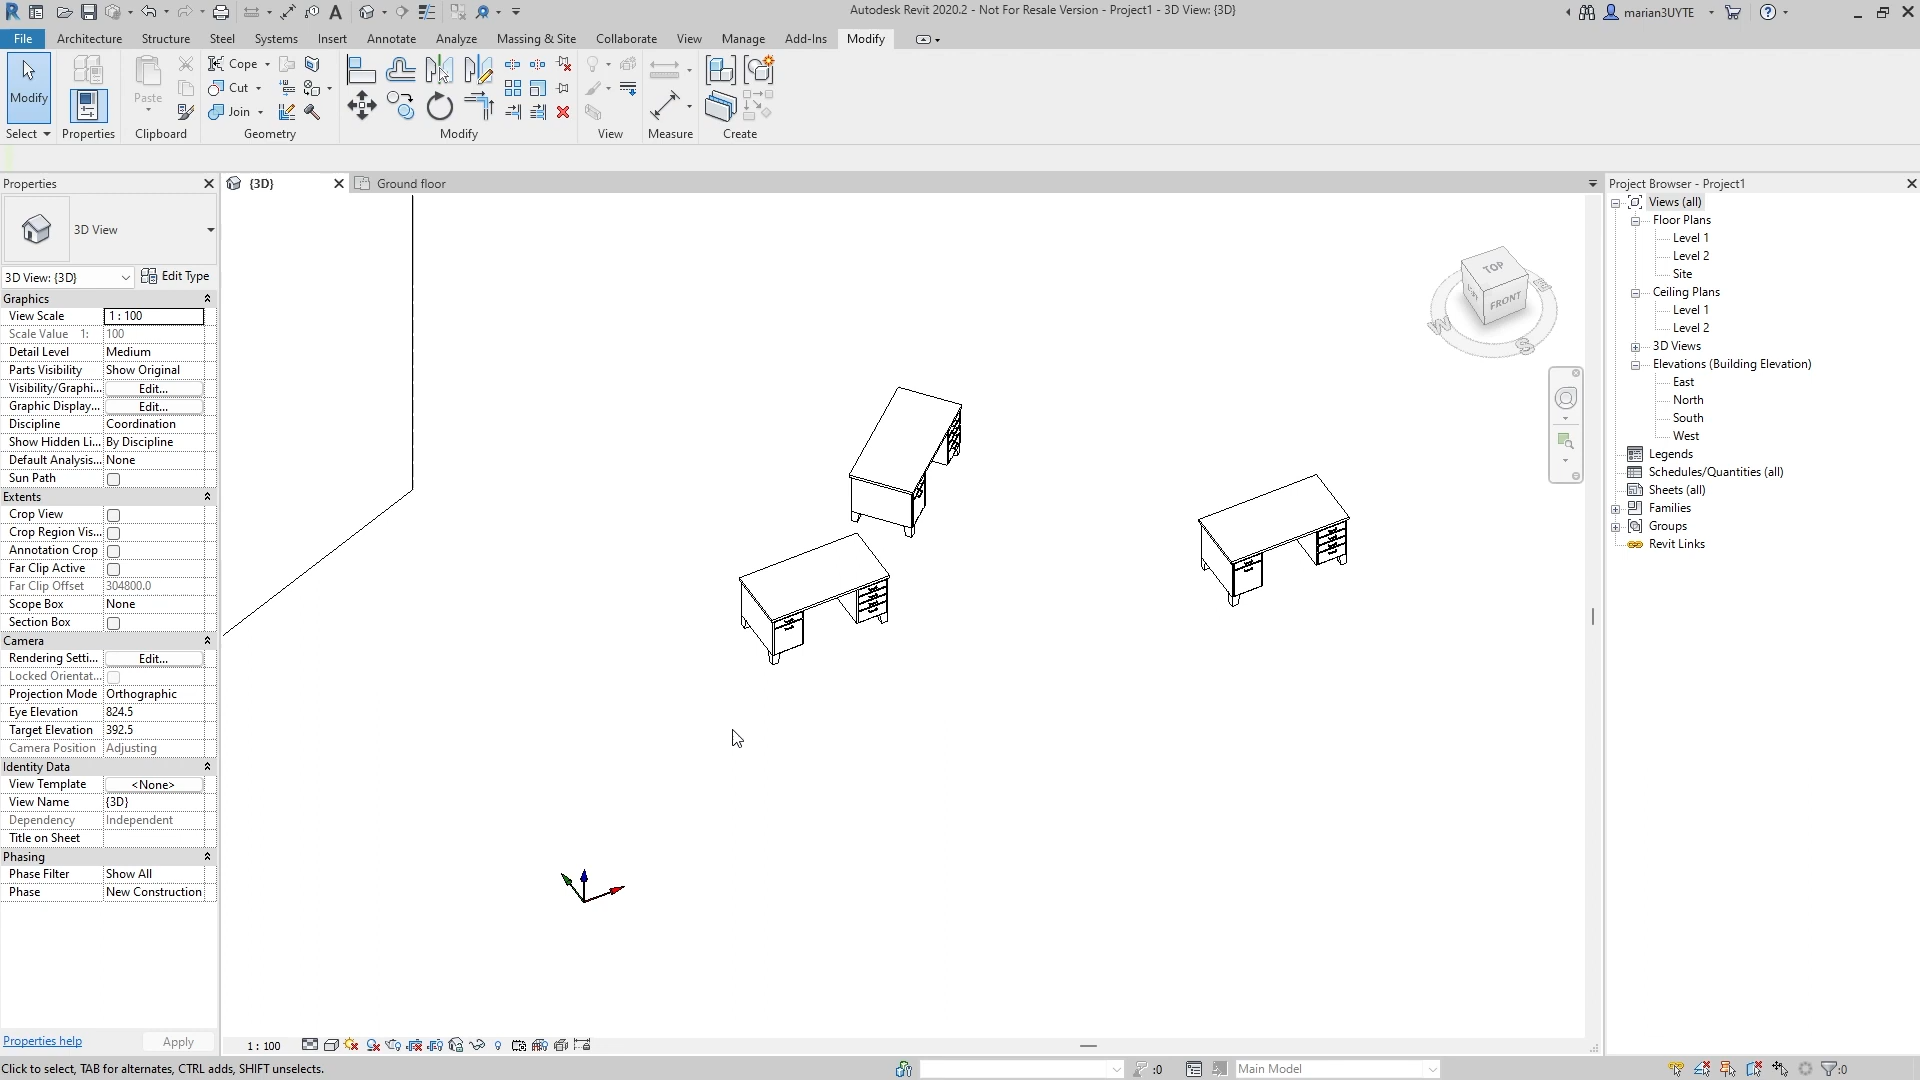 Autodesk Revit 2020.2 - Not For Resale Version - Project1 - 3D View: {3D}
marian3UYTE
File Architecture Structure Steel Systems Insert Annotate Analyze Massing & Site Collaborate View Manage Add-Ins Modify
Modify
Paste
Cope
Cut
Join
Select Properties Clipboard Geometry Modify View Measure Create
Properties
3D View
3D View: {3D} Edit Type
Graphics
View Scale 1 : 100
Scale Value 1: 100
Detail Level Medium
Parts Visibility Show Original
Visibility/Graphi... Edit...
Graphic Display... Edit...
Discipline Coordination
Show Hidden Li... By Discipline
Default Analysis... None
Sun Path
Extents
Crop View
Crop Region Vis...
Annotation Crop
Far Clip Active
Far Clip Offset 304800.0
Scope Box None
Section Box
Camera
Rendering Setti... Edit...
Locked Orientat...
Projection Mode Orthographic
Eye Elevation 824.5
Target Elevation 392.5
Camera Position Adjusting
Identity Data
View Template <None>
View Name {3D}
Dependency Independent
Title on Sheet
Phasing
Phase Filter Show All
Phase New Construction
Properties help Apply
{3D} Ground floor
TOP
FRONT
W
S
E
1 : 100
Project Browser - Project1
Views (all)
Floor Plans
Level 1
Level 2
Site
Ceiling Plans
Level 1
Level 2
3D Views
Elevations (Building Elevation)
East
North
South
West
Legends
Schedules/Quantities (all)
Sheets (all)
Families
Groups
Revit Links
Click to select, TAB for alternates, CTRL adds, SHIFT unselects.
:0
Main Model
:0